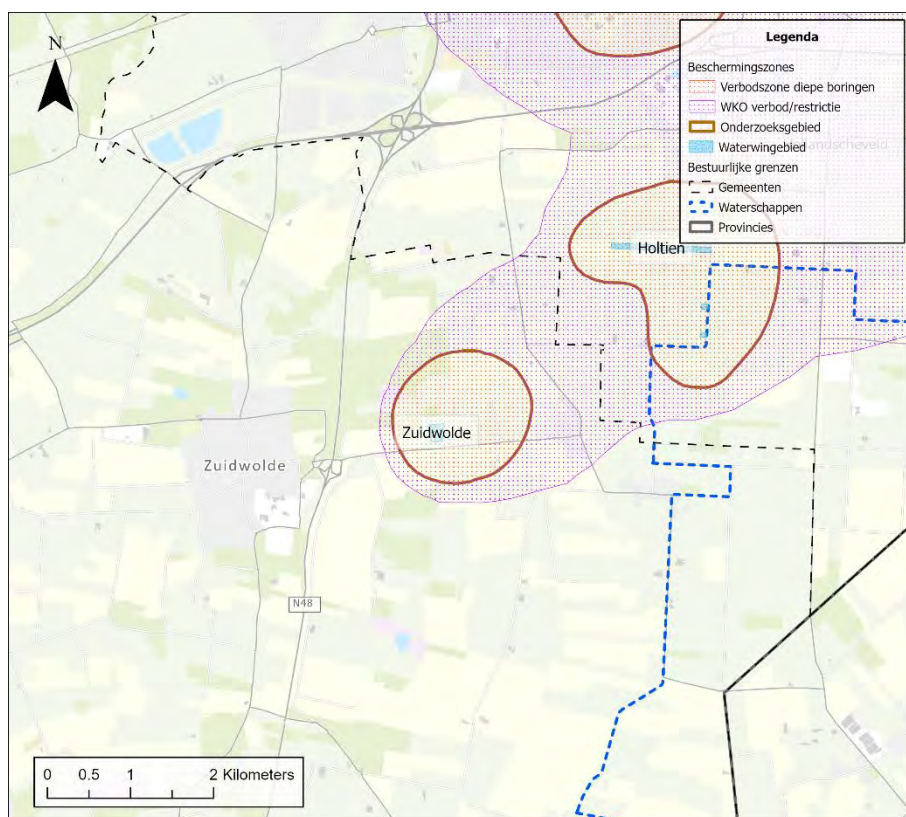 N
Legenda
Beschermingszones
Verbodszone diepe boringen
WKO verbod/restrictie
Onderzoeksgebied
Waterwingebied
Bestuurlijke grenzen
Gemeenten
Waterschappen
Provincies
Holtien
Zuidwolde
Zuidwolde
N48
0 0.5 1 2 Kilometers